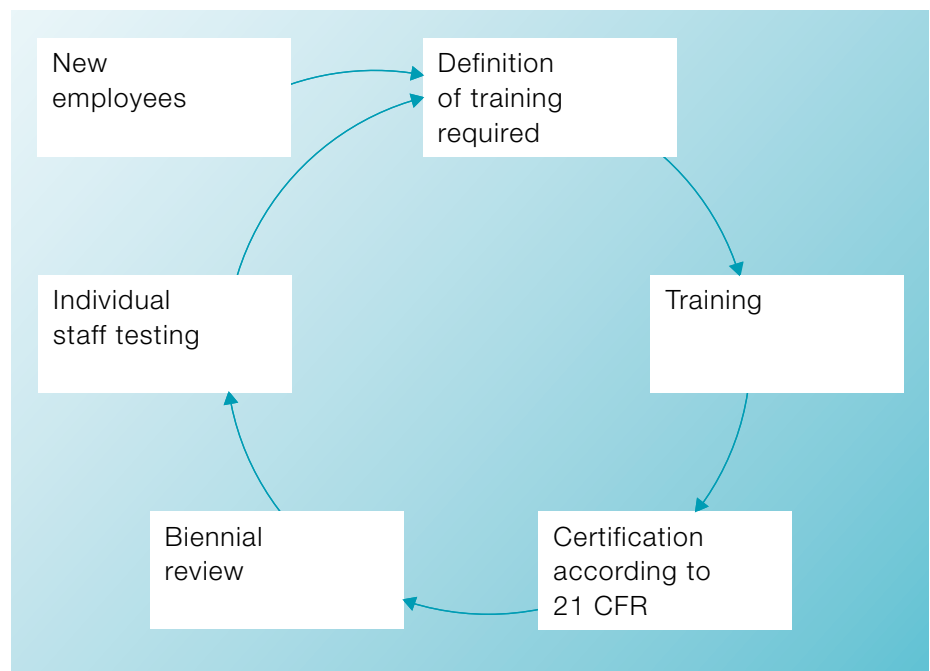 New
employees
Definition
of training
required
Individual
staff testing
Training
Biennial
review
Certification
according to
21 CFR